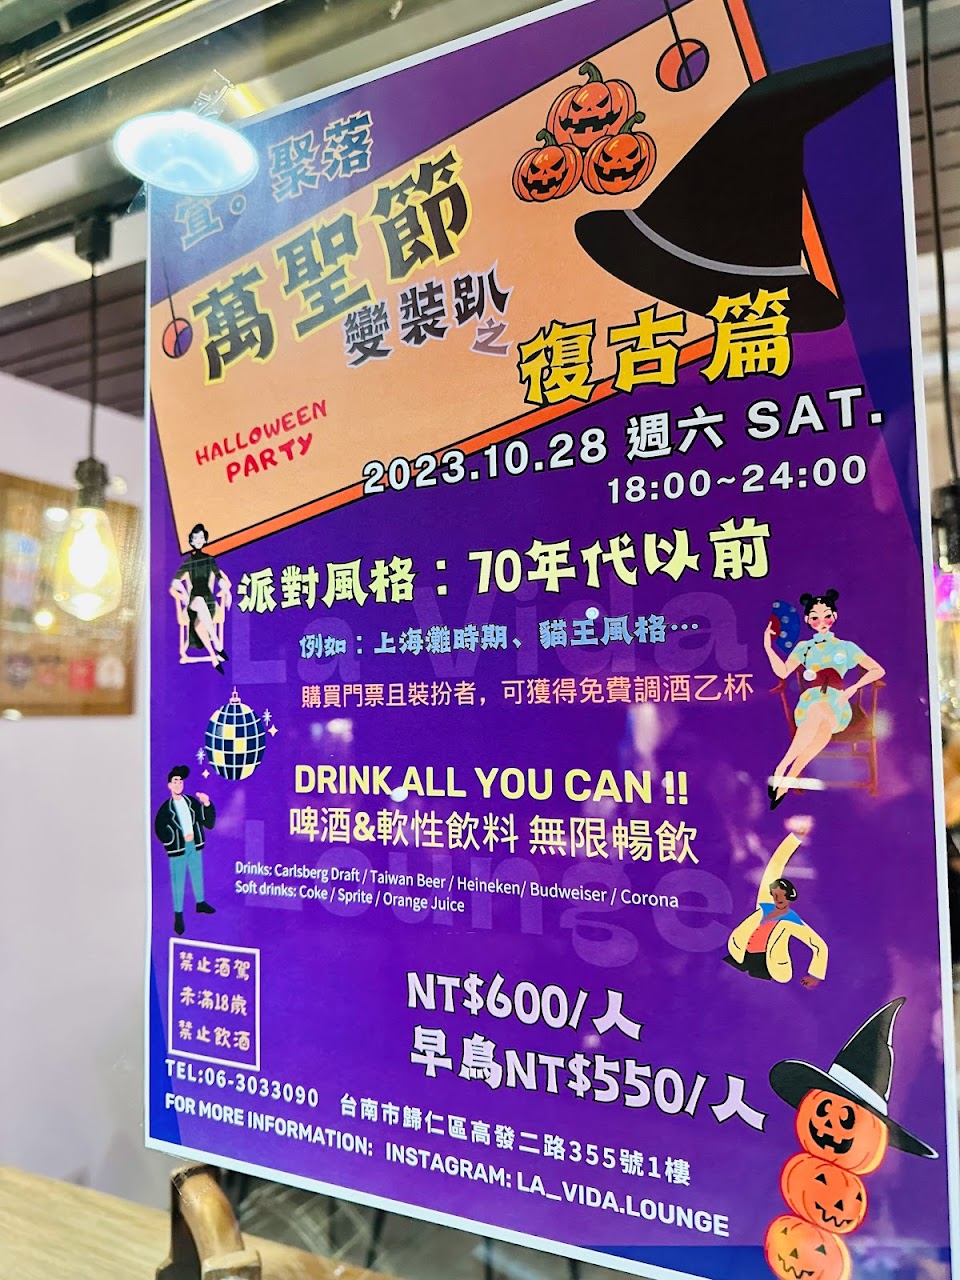 宣。聚落
萬聖節
變裝趴
之
復古篇
HALLOWEEN
PARTY
2023.10.28 週六 SAT.
18:00~24:00
派對風格：70年代以前
例如：上海灘時期、貓王風格…
購買門票且裝扮者，可獲得免費調酒乙杯
La Vida
DRINK ALL YOU CAN !!
啤酒&軟性飲料 無限暢飲
Drinks: Carlsberg Draft / Taiwan Beer / Heineken/ Budweiser / Corona
Soft drinks: Coke / Sprite / Orange Juice
Lounge
NT$600/人
早鳥NT$550/人
禁止酒駕
未滿18歲
禁止飲酒
TEL:06-3033090 台南市歸仁區高發二路355號1樓
FOR MORE INFORMATION: INSTAGRAM: LA_VIDA.LOUNGE